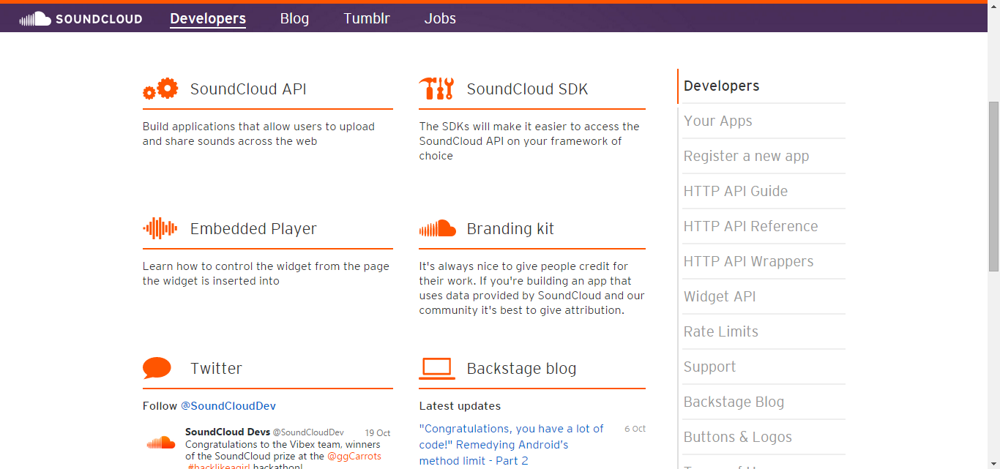 SOUNDCLOUD Developers Blog Tumblr Jobs
SoundCloud API
Build applications that allow users to upload
and share sounds across the web
SoundCloud SDK
The SDKs will make it easier to access the
SoundCloud API on your framework of
choice
Embedded Player
Learn how to control the widget from the page
the widget is inserted into
Branding kit
It's always nice to give people credit for
their work. If you're building an app that
uses data provided by SoundCloud and our
community it's best to give attribution.
Twitter
Follow @SoundCloudDev
SoundCloud Devs @SoundCloudDev 19 Oct
Congratulations to the Vibex team, winners
of the SoundCloud prize at the @ggCarrots
#hacklikeagirl hackathon!
Backstage blog
Latest updates
"Congratulations, you have a lot of 6 Oct
code!" Remedying Android’s
method limit - Part 2
Developers
Your Apps
Register a new app
HTTP API Guide
HTTP API Reference
HTTP API Wrappers
Widget API
Rate Limits
Support
Backstage Blog
Buttons & Logos